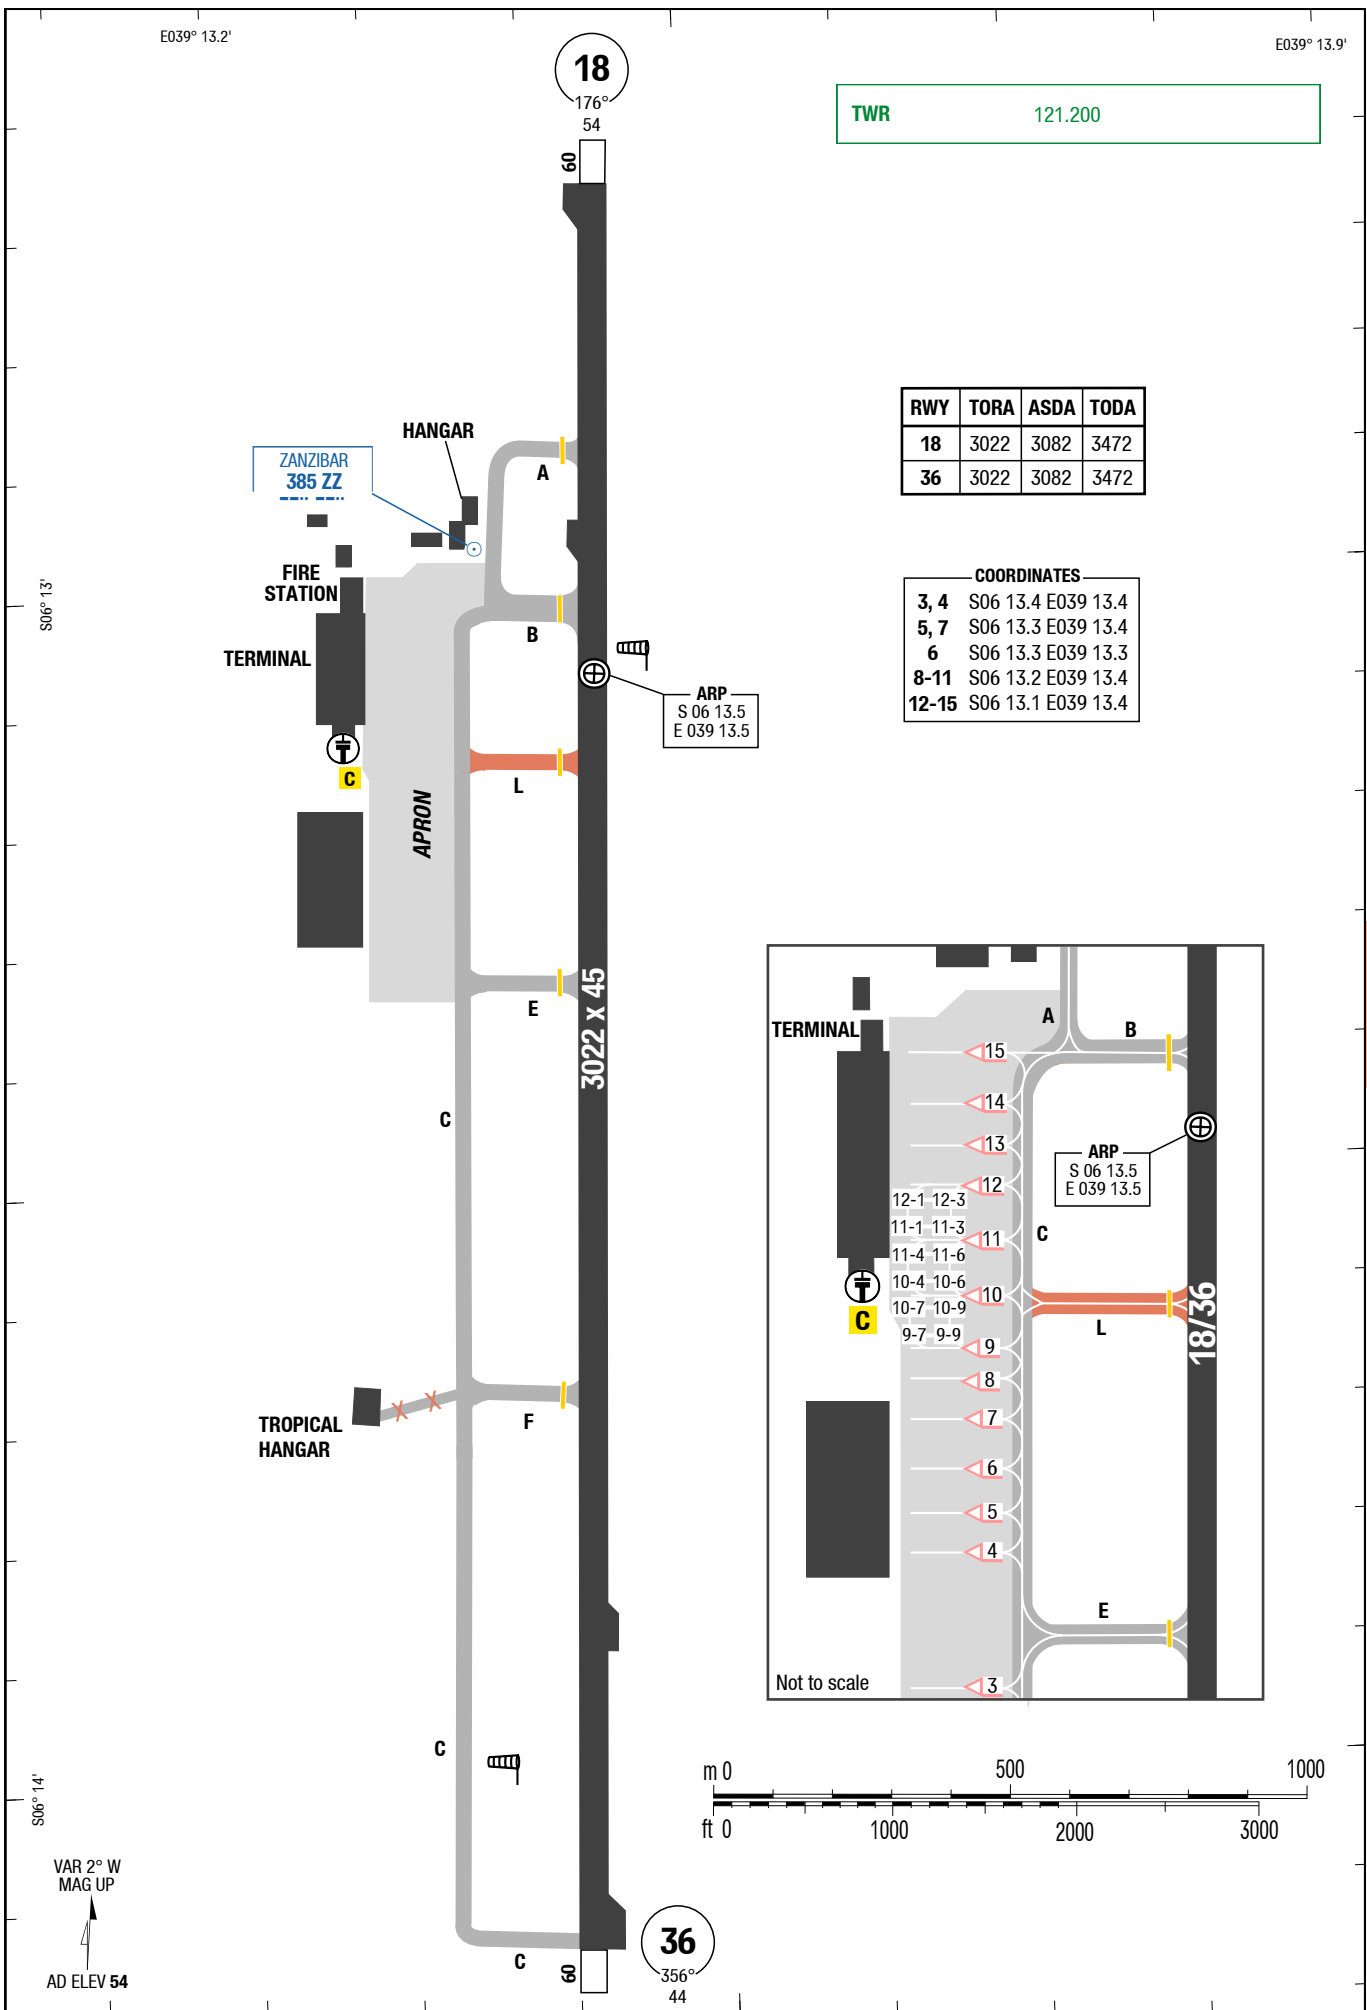 E039° 13.2'
E039° 13.9'
18
176°
54
60
TWR 121.200
RWY TORA ASDA TODA
18 3022 3082 3472
36 3022 3082 3472
HANGAR
ZANZIBAR
385 ZZ
A
FIRE
STATION
S06° 13'
B
TERMINAL
COORDINATES
3, 4 S06 13.4 E039 13.4
5, 7 S06 13.3 E039 13.4
6 S06 13.3 E039 13.3
8-11 S06 13.2 E039 13.4
12-15 S06 13.1 E039 13.4
ARP
S 06 13.5
E 039 13.5
C
L
APRON
E
3022 x 45
C
F
TROPICAL
HANGAR
TERMINAL
A
B
15
14
13
12
12-1 12-3
11-1 11-3
11
11-4 11-6
10-4 10-6
10
10-7 10-9
9-7 9-9
9
8
7
6
5
4
3
ARP
S 06 13.5
E 039 13.5
C
C
L
18/36
E
Not to scale
C
m 0 500 1000
ft 0 1000 2000 3000
S06° 14'
VAR 2° W
MAG UP
AD ELEV 54
C
60
36
356°
44